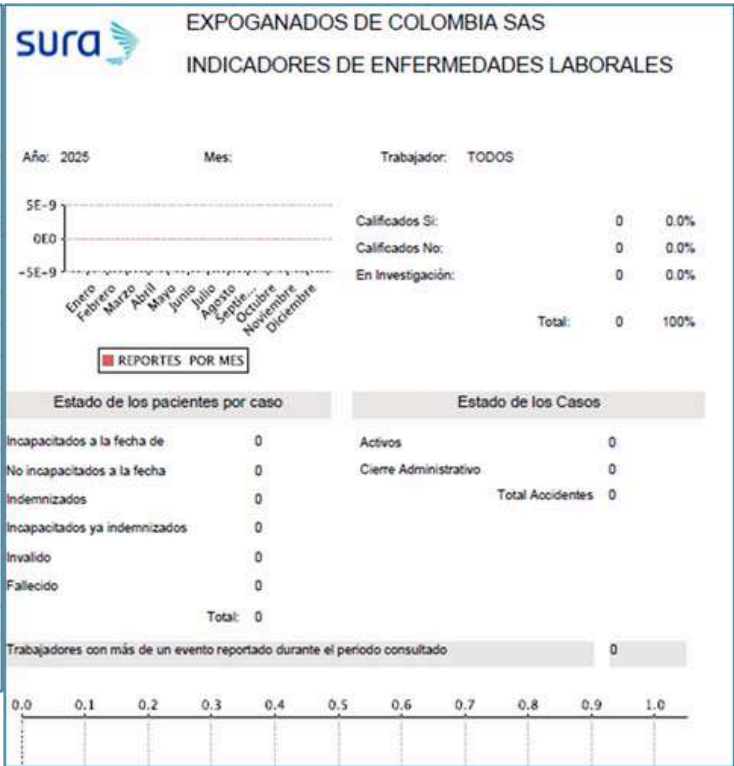 sura
EXPOGANADOS DE COLOMBIA SAS
INDICADORES DE ENFERMEDADES LABORALES
Año: 2025 Mes: Trabajador: TODOS
5E-9
0E0
-5E-9
Enero
Febrero
Marzo
Abril
Mayo
Junio
Julio
Agosto
Septie...
Octubre
Noviembre
Diciembre
REPORTES POR MES
Calificados Si: 0 0.0%
Calificados No: 0 0.0%
En Investigación: 0 0.0%
Total: 0 100%
Estado de los pacientes por caso
Incapacitados a la fecha de 0
No incapacitados a la fecha 0
Indemnizados 0
Incapacitados ya indemnizados 0
Invalido 0
Fallecido 0
Total: 0
Estado de los Casos
Activos 0
Cierre Administrativo 0
Total Accidentes 0
Trabajadores con más de un evento reportado durante el periodo consultado 0
0.0 0.1 0.2 0.3 0.4 0.5 0.6 0.7 0.8 0.9 1.0